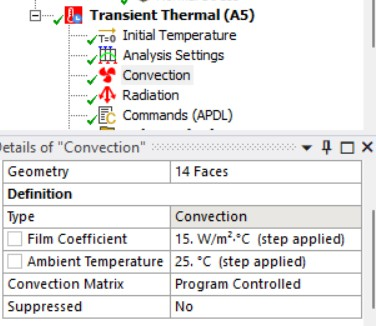 Transient Thermal (A5)
T=0 Initial Temperature
Analysis Settings
Convection
Radiation
Commands (APDL)
Details of "Convection"
Geometry 14 Faces
Definition
Type Convection
Film Coefficient 15. W/m²·°C (step applied)
Ambient Temperature 25. °C (step applied)
Convection Matrix Program Controlled
Suppressed No